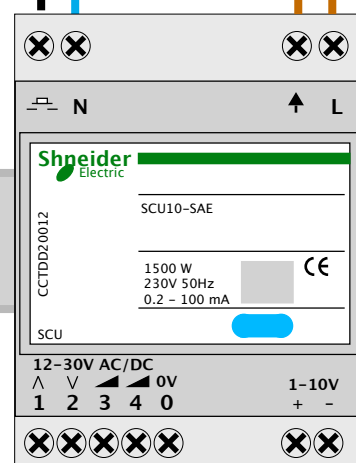 N L
Shneider
Electric
SCU10-SAE
CCTDD20012
1500 W
230V 50Hz
0.2 - 100 mA
CE
SCU
12-30V AC/DC
0V
1 2 3 4 0
1-10V
+ -